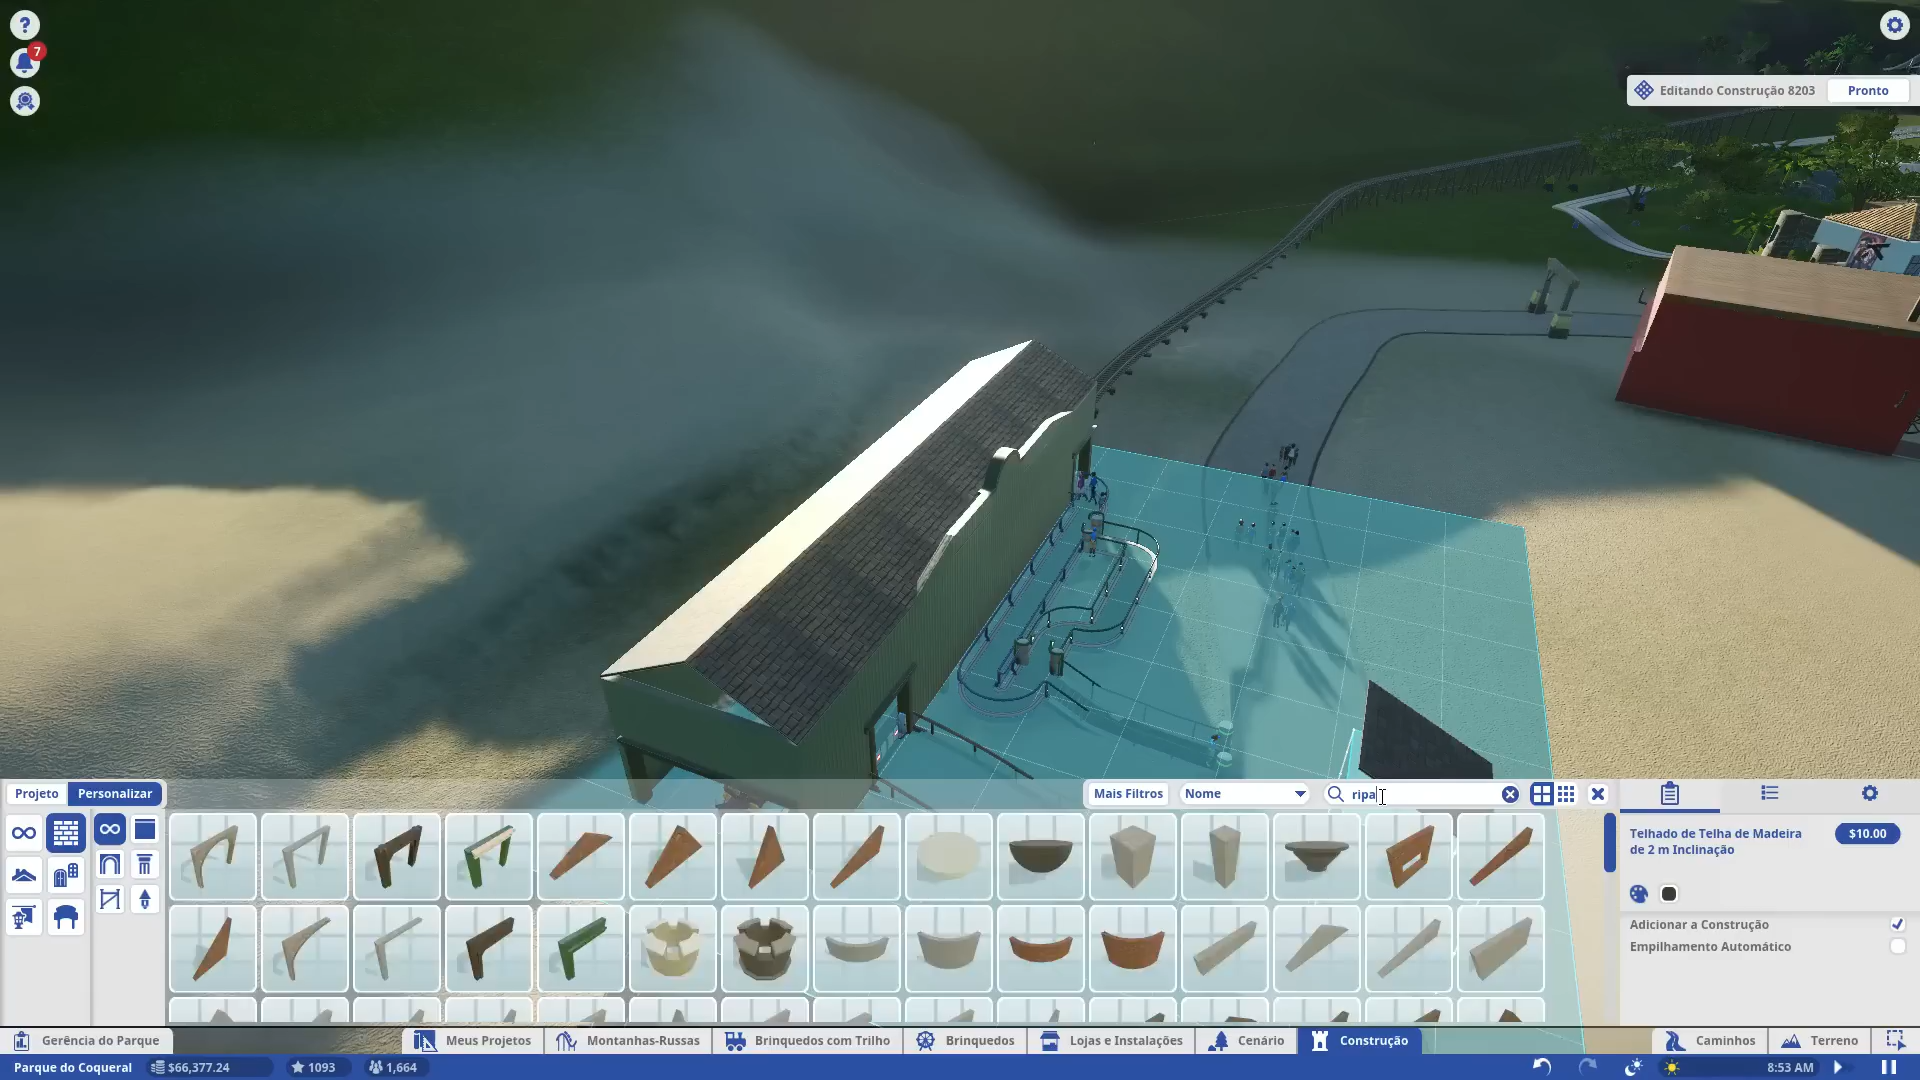 ?
7
Editando Construção 8203
Pronto
Projeto
Personalizar
Mais Filtros
Nome
ripa
Telhado de Telha de Madeira
de 2 m Inclinação
$10.00
Adicionar a Construção
Empilhamento Automático
Gerência do Parque
Meus Projetos
Montanhas-Russas
Brinquedos com Trilho
Brinquedos
Lojas e Instalações
Cenário
Construção
Caminhos
Terreno
Parque do Coqueral
$66,377.24
1093
1,664
8:53 AM